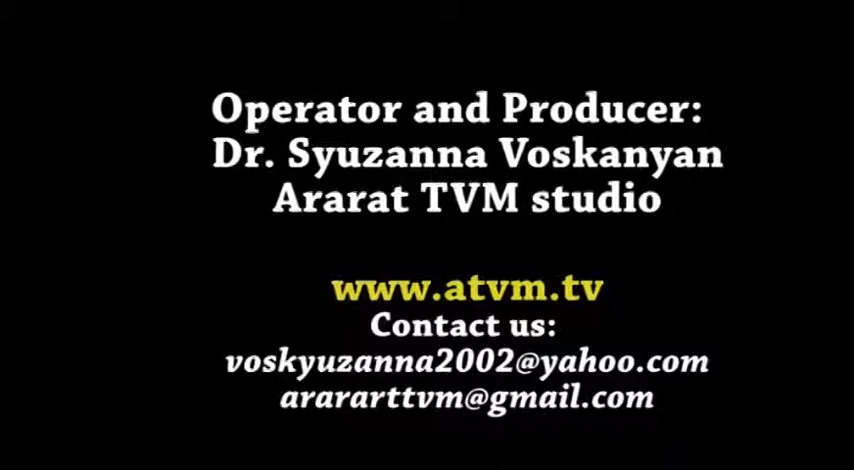 Operator and Producer:
Dr. Syuzanna Voskanyan
Ararat TVM studio
www.atvm.tv
Contact us:
voskyuzanna2002@yahoo.com
arararttvm@gmail.com